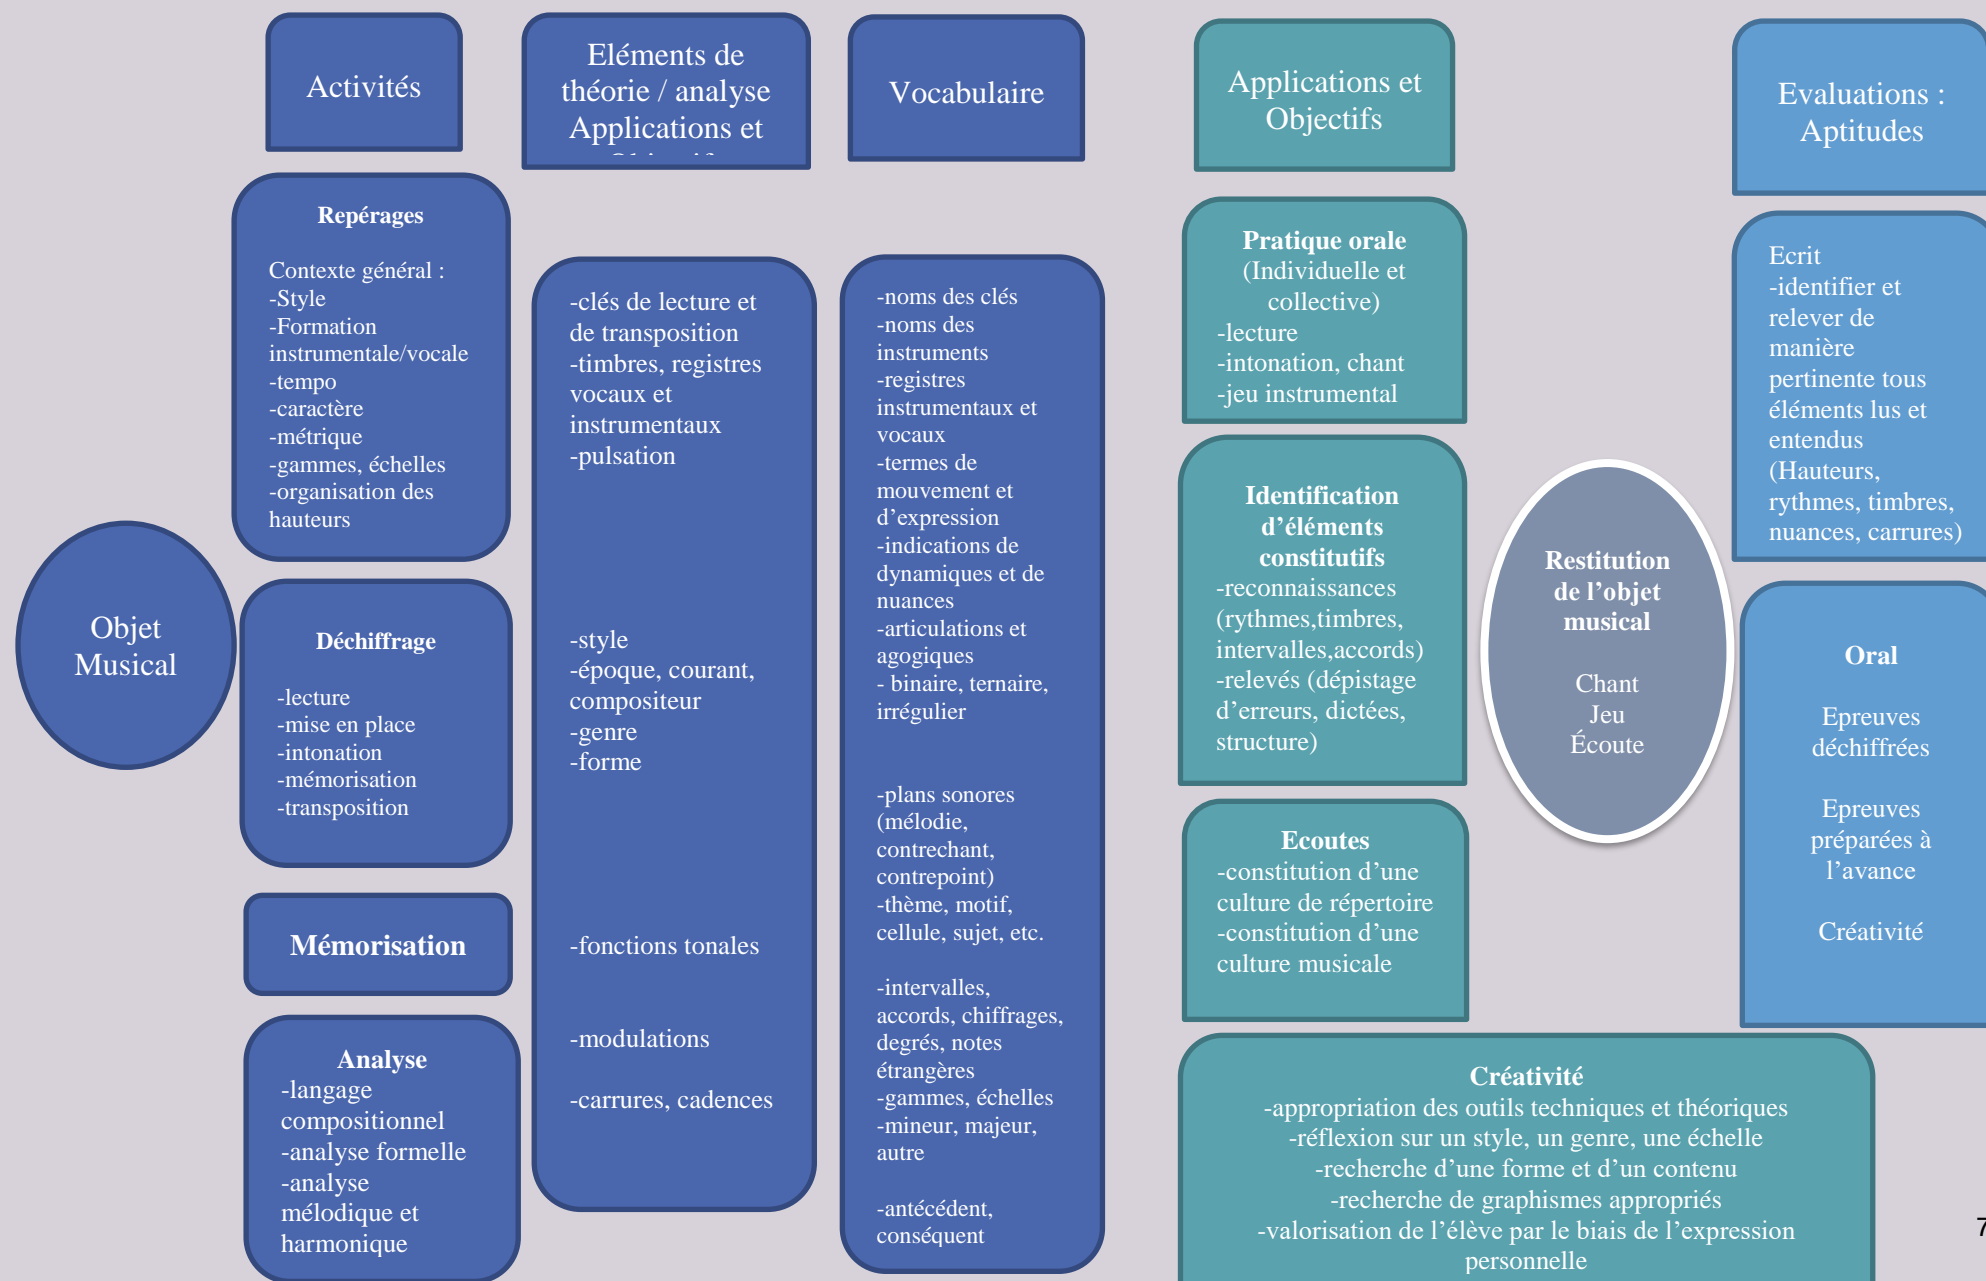 Activités
Eléments de
théorie / analyse
Applications et
Vocabulaire
Applications et
Objectifs
Evaluations :
Aptitudes
Objet
Musical
Repérages
Contexte général :
-Style
-Formation
instrumentale/vocale
-tempo
-caractère
-métrique
-gammes, échelles
-organisation des
hauteurs
Déchiffrage
-lecture
-mise en place
-intonation
-mémorisation
-transposition
Mémorisation
Analyse
-langage
compositionnel
-analyse formelle
-analyse
mélodique et
harmonique
-clés de lecture et
de transposition
-timbres, registres
vocaux et
instrumentaux
-pulsation
-style
-époque, courant,
compositeur
-genre
-forme
-fonctions tonales
-modulations
-carrures, cadences
-noms des clés
-noms des
instruments
-registres
instrumentaux et
vocaux
-termes de
mouvement et
d’expression
-indications de
dynamiques et de
nuances
-articulations et
agogiques
- binaire, ternaire,
irrégulier
-plans sonores
(mélodie,
contrechant,
contrepoint)
-thème, motif,
cellule, sujet, etc.
-intervalles,
accords, chiffrages,
degrés, notes
étrangères
-gammes, échelles
-mineur, majeur,
autre
-antécédent,
conséquent
Pratique orale
(Individuelle et
collective)
-lecture
-intonation, chant
-jeu instrumental
Identification
d’éléments
constitutifs
-reconnaissances
(rythmes,timbres,
intervalles,accords)
-relevés (dépistage
d’erreurs, dictées,
structure)
Ecoutes
-constitution d’une
culture de répertoire
-constitution d’une
culture musicale
Créativité
-appropriation des outils techniques et théoriques
-réflexion sur un style, un genre, une échelle
-recherche d’une forme et d’un contenu
-recherche de graphismes appropriés
-valorisation de l’élève par le biais de l’expression
personnelle
Restitution
de l’objet
musical
Chant
Jeu
Écoute
Ecrit
-identifier et
relever de
manière
pertinente tous
éléments lus et
entendus
(Hauteurs,
rythmes, timbres,
nuances, carrures)
Oral
Epreuves
déchiffrées
Epreuves
préparées à
l’avance
Créativité
7